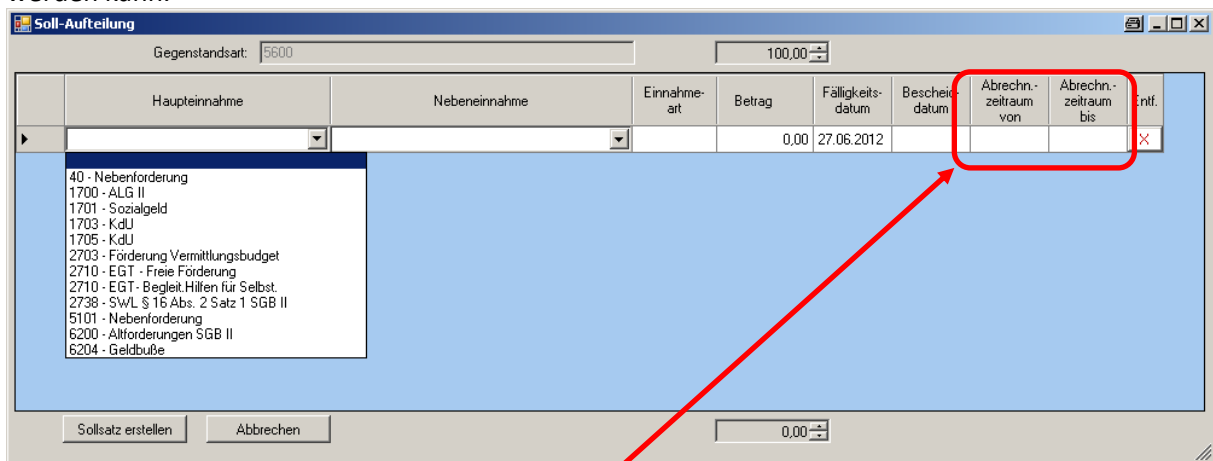 Soll-Aufteilung
Gegenstandsart: 5600 100,00
Haupteinnahme Nebeneinnahme Einnahme-art Betrag Fälligkeits-datum Bescheid-datum Abrechn.-zeitraum von Abrechn.-zeitraum bis Entf.
0,00 27.06.2012 X
40 - Nebenforderung
1700 - ALG II
1701 - Sozialgeld
1703 - KdU
1705 - KdU
2703 - Förderung Vermittlungsbudget
2710 - EGT - Freie Förderung
2710 - EGT- Begleit.Hilfen für Selbst.
2738 - SWL § 16 Abs. 2 Satz 1 SGB II
5101 - Nebenforderung
6200 - Altforderungen SGB II
6204 - Geldbuße
Sollsatz erstellen Abbrechen 0,00